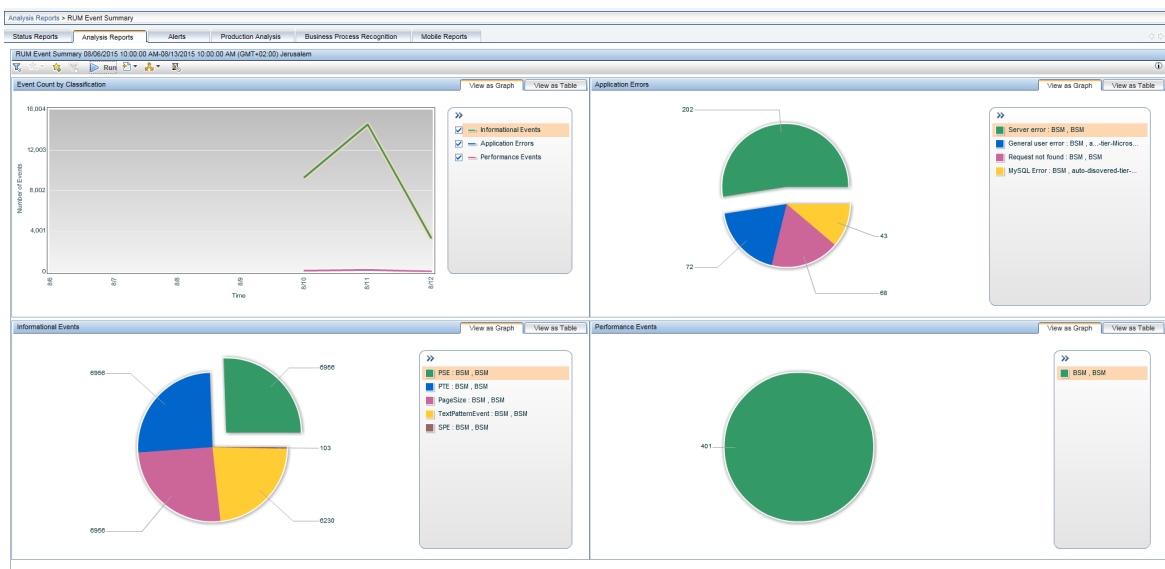 Analysis Reports > RUM Event Summary
Status Reports Analysis Reports Alerts Production Analysis Business Process Recognition Mobile Reports
RUM Event Summary 08/06/2015 10:00:00 AM-08/13/2015 10:00:00 AM (GMT+02:00) Jerusalem
Run
Event Count by Classification View as Graph View as Table
16,004
12,003
8,002
4,001
0
Number of Events
8/6 8/7 8/8 8/9 8/10 8/11 8/12
Time
Informational Events
Application Errors
Performance Events
Application Errors View as Graph View as Table
202
43
72
68
Server error : BSM , BSM
General user error : BSM , a...-tier-Micros...
Request not found : BSM , BSM
MySQL Error : BSM , auto-disovered-tier-...
Informational Events View as Graph View as Table
6966
6966
103
6230
6966
PSE : BSM , BSM
PTE : BSM , BSM
PageSize : BSM , BSM
TextPatternEvent : BSM , BSM
SPE : BSM , BSM
Performance Events View as Graph View as Table
401
BSM , BSM